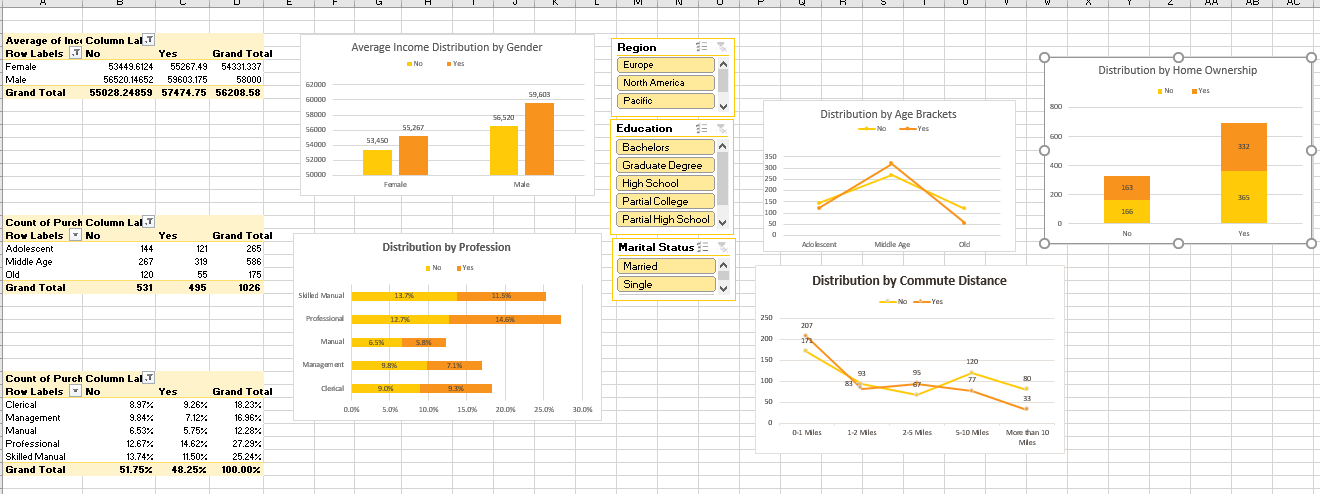 A B C D E F G H I J K L M N O P Q R S T U V W X Y Z AA AB AC
Average of Inc Column Lal
Row Labels No Yes Grand Total
Female 53449.6124 55267.49 54331.337
Male 56520.14652 59603.175 58000
Grand Total 55028.24859 57474.75 56208.58
Count of Purch Column Lal
Row Labels No Yes Grand Total
Adolescent 144 121 265
Middle Age 267 319 586
Old 120 55 175
Grand Total 531 495 1026
Count of Purch Column Lal
Row Labels No Yes Grand Total
Clerical 8.97% 9.26% 18.23%
Management 9.84% 7.12% 16.96%
Manual 6.53% 5.75% 12.28%
Professional 12.67% 14.62% 27.29%
Skilled Manual 13.74% 11.50% 25.24%
Grand Total 51.75% 48.25% 100.00%
Average Income Distribution by Gender
No Yes
62000
60000
58000
56000
54000
52000
50000
53,450
55,267
56,520
59,603
Female Male
Distribution by Profession
No Yes
Skilled Manual 13.7% 11.5%
Professional 12.7% 14.6%
Manual 6.5% 5.8%
Management 9.8% 7.1%
Clerical 9.0% 9.3%
0.0% 5.0% 10.0% 15.0% 20.0% 25.0% 30.0%
Region
Europe
North America
Pacific
Education
Bachelors
Graduate Degree
High School
Partial College
Partial High School
Marital Status
Married
Single
Distribution by Age Brackets
No Yes
350
300
250
200
150
100
50
0
Adolescent Middle Age Old
Distribution by Commute Distance
No Yes
250
200
150
100
50
0
207
171
93
83
95
67
120
77
80
33
0-1 Miles 1-2 Miles 2-5 Miles 5-10 Miles More than 10
Miles
Distribution by Home Ownership
No Yes
800
600
400
200
0
163
166
332
365
No Yes